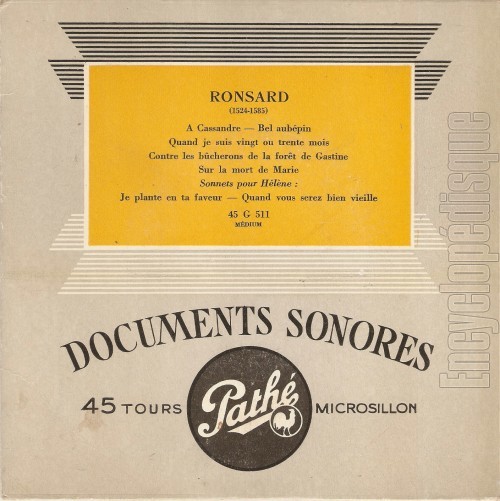 RONSARD
(1524-1585)
A Cassandre — Bel aubépin
Quand je suis vingt ou trente mois
Contre les bûcherons de la forêt de Gastine
Sur la mort de Marie
Sonnets pour Hélène :
Je plante en ta faveur — Quand vous serez bien vieille
45 G 511
MÉDIUM
DOCUMENTS SONORES
45 TOURS
Pathé
MICROSILLON
Encyclopédisque